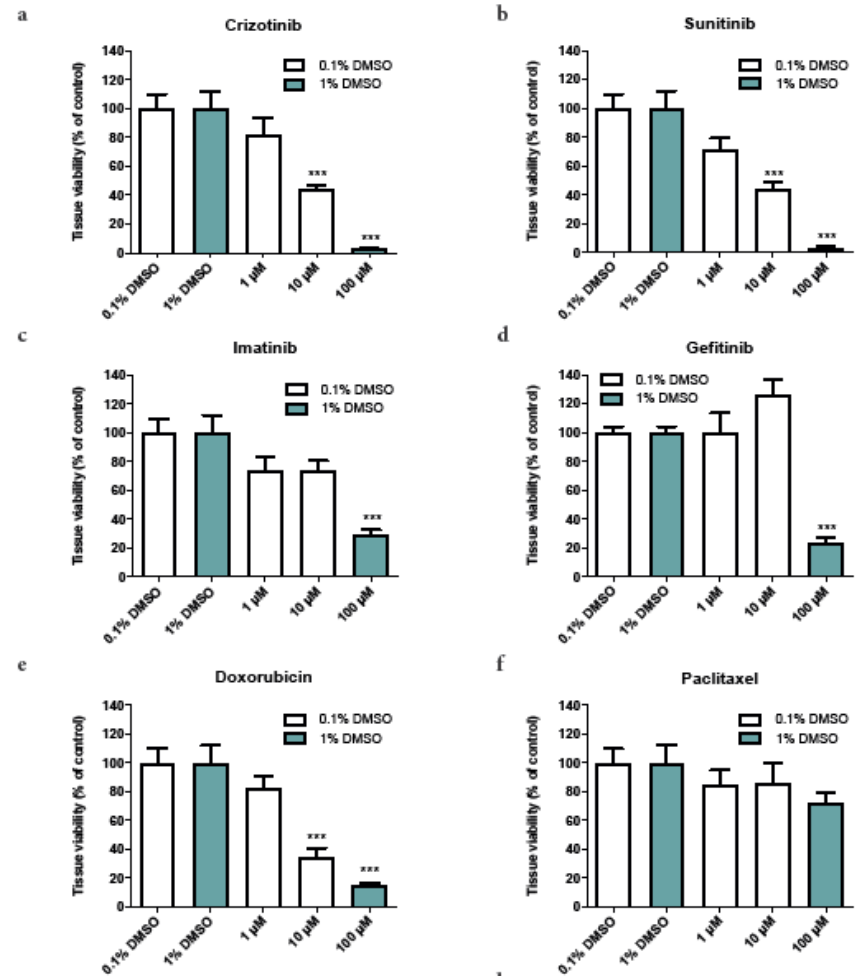 a
Crizotinib
Tissue viability (% of control)
140
120
100
80
60
40
20
0
0.1% DMSO
1% DMSO
***
***
0.1% DMSO
1% DMSO
1 µM
10 µM
100 µM
b
Sunitinib
Tissue viability (% of control)
140
120
100
80
60
40
20
0
0.1% DMSO
1% DMSO
***
***
0.1% DMSO
1% DMSO
1 µM
10 µM
100 µM
c
Imatinib
Tissue viability (% of control)
140
120
100
80
60
40
20
0
0.1% DMSO
1% DMSO
***
0.1% DMSO
1% DMSO
1 µM
10 µM
100 µM
d
Gefitinib
Tissue viability (% of control)
140
120
100
80
60
40
20
0
0.1% DMSO
1% DMSO
***
0.1% DMSO
1% DMSO
1 µM
10 µM
100 µM
e
Doxorubicin
Tissue viability (% of control)
140
120
100
80
60
40
20
0
0.1% DMSO
1% DMSO
***
***
0.1% DMSO
1% DMSO
1 µM
10 µM
100 µM
f
Paclitaxel
Tissue viability (% of control)
140
120
100
80
60
40
20
0
0.1% DMSO
1% DMSO
0.1% DMSO
1% DMSO
1 µM
10 µM
100 µM